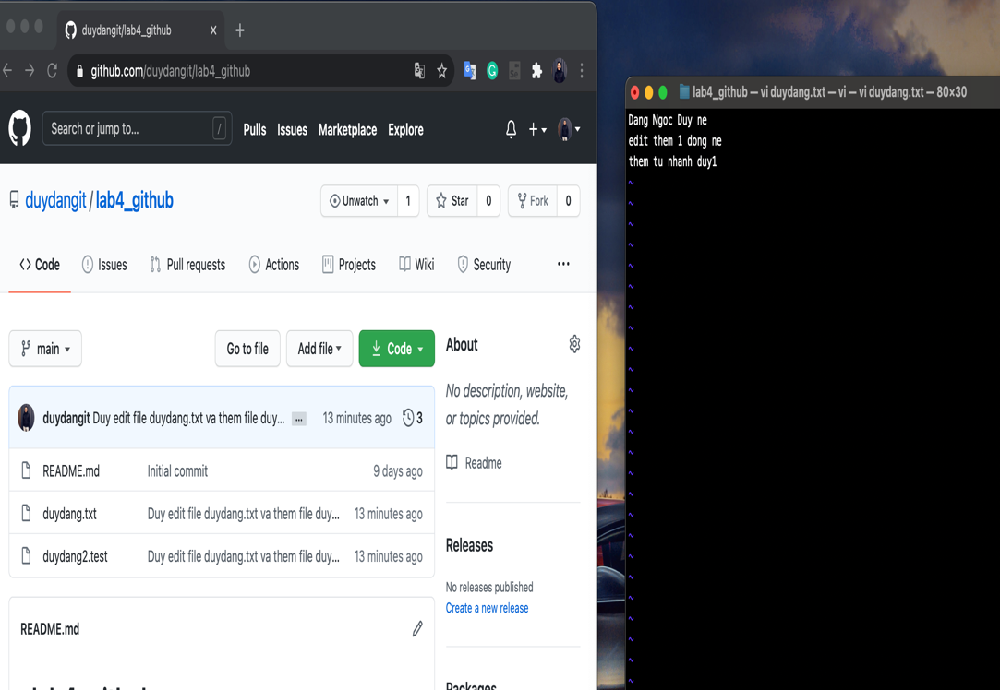 duydangit/lab4_github
github.com/duydangit/lab4_github
Search or jump to... /
Pulls Issues Marketplace Explore
duydangit / lab4_github
Unwatch 1 Star 0 Fork 0
<> Code Issues Pull requests Actions Projects Wiki Security ...
main Go to file Add file Code
duydangit Duy edit file duydang.txt va them file duy... ... 13 minutes ago 3
README.md Initial commit 9 days ago
duydang.txt Duy edit file duydang.txt va them file duy... 13 minutes ago
duydang2.test Duy edit file duydang.txt va them file duy... 13 minutes ago
README.md
About
No description, website,
or topics provided.
Readme
Releases
No releases published
Create a new release
Packages
lab4_github — vi duydang.txt — vi — vi duydang.txt — 80×30
Dang Ngoc Duy ne
edit them 1 dong ne
them tu nhanh duy1